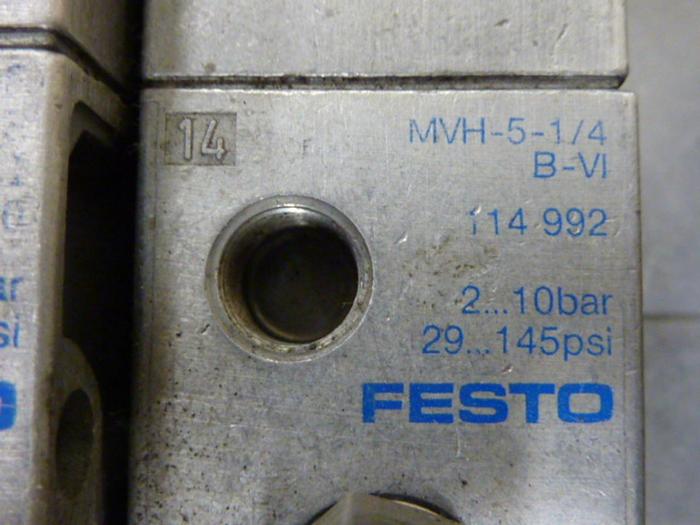 14
MVH-5-1/4
B-VI
114 992
2...10bar
29...145psi
FESTO